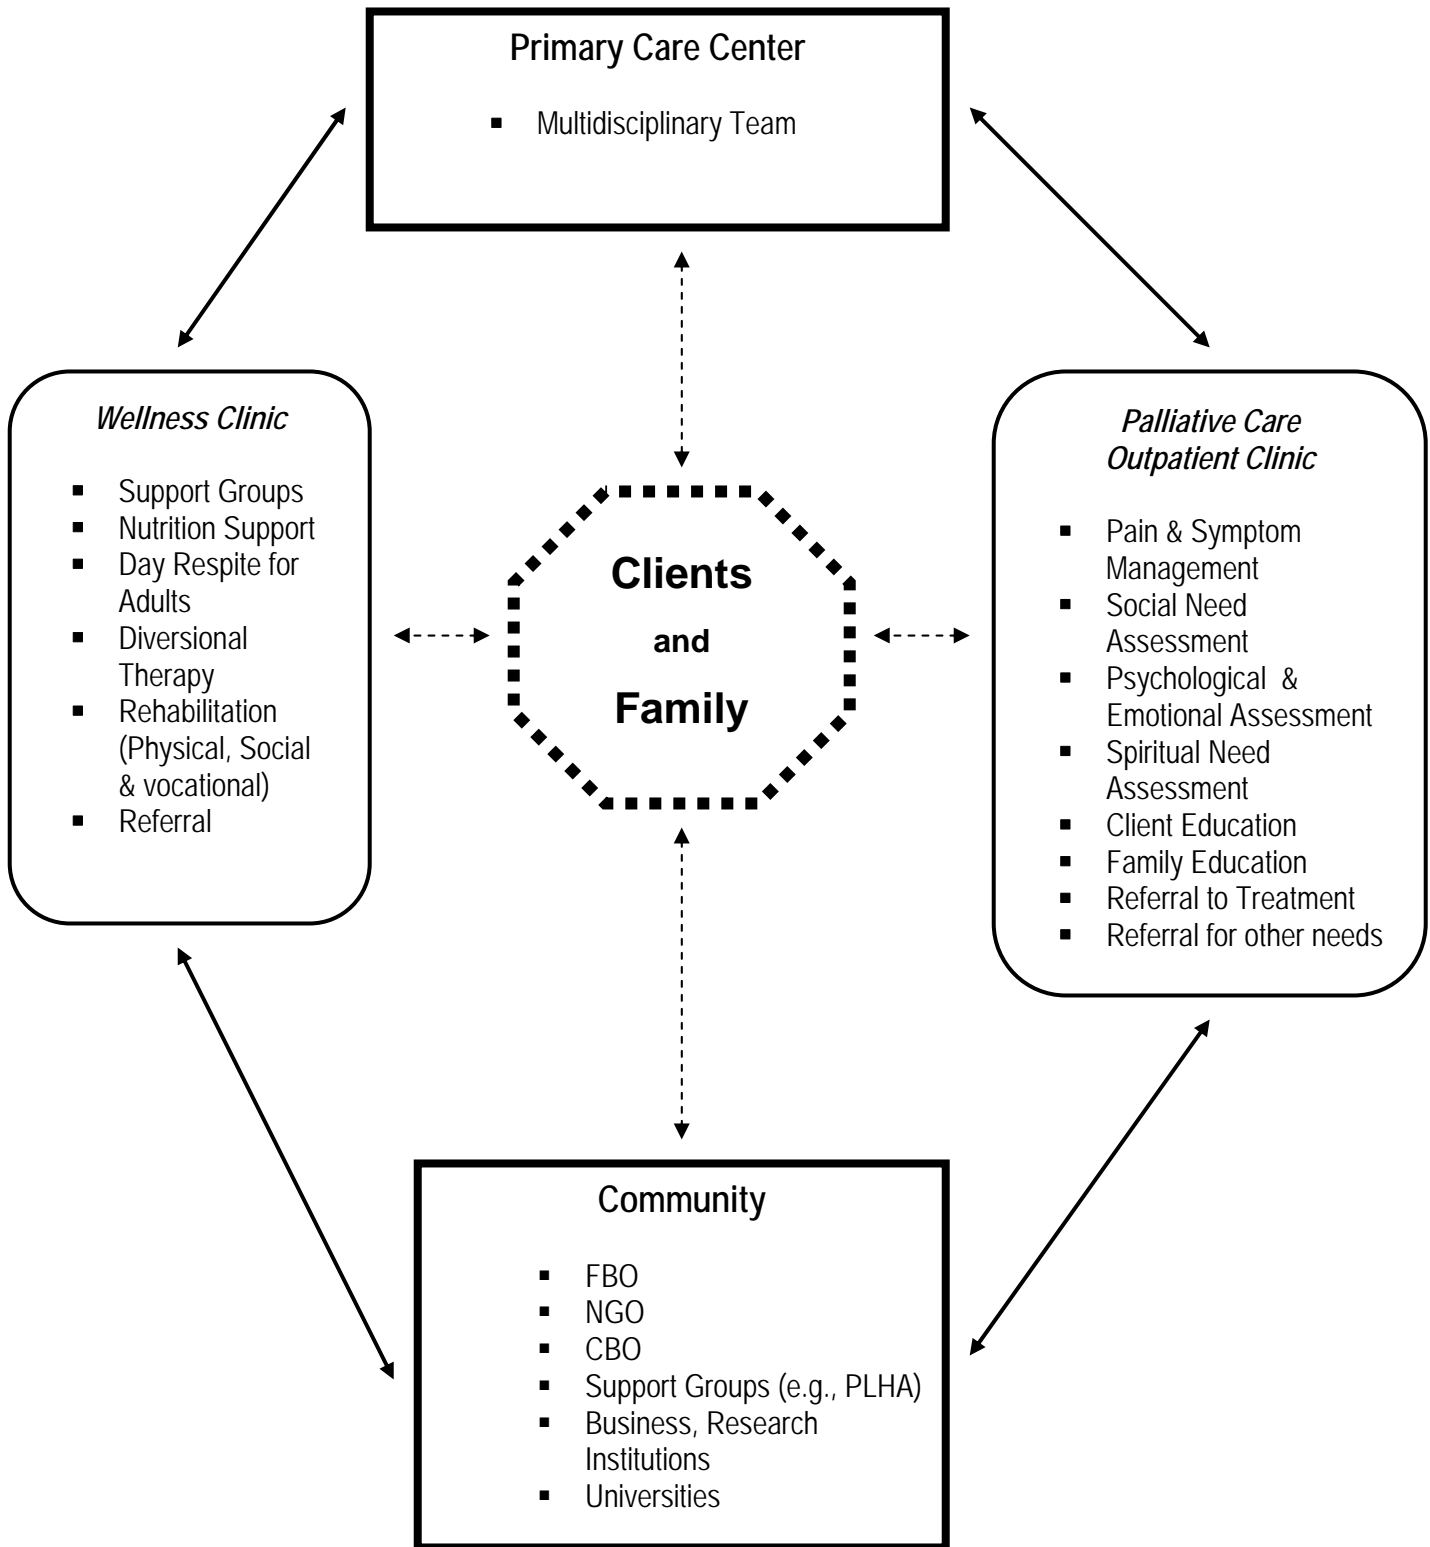 Primary Care Center
▪ Multidisciplinary Team
Wellness Clinic
▪ Support Groups
▪ Nutrition Support
▪ Day Respite for
Adults
▪ Diversional
Therapy
▪ Rehabilitation
(Physical, Social
& vocational)
▪ Referral
Clients
and
Family
Palliative Care
Outpatient Clinic
▪ Pain & Symptom
Management
▪ Social Need
Assessment
▪ Psychological &
Emotional Assessment
▪ Spiritual Need
Assessment
▪ Client Education
▪ Family Education
▪ Referral to Treatment
▪ Referral for other needs
Community
▪ FBO
▪ NGO
▪ CBO
▪ Support Groups (e.g., PLHA)
▪ Business, Research
Institutions
▪ Universities